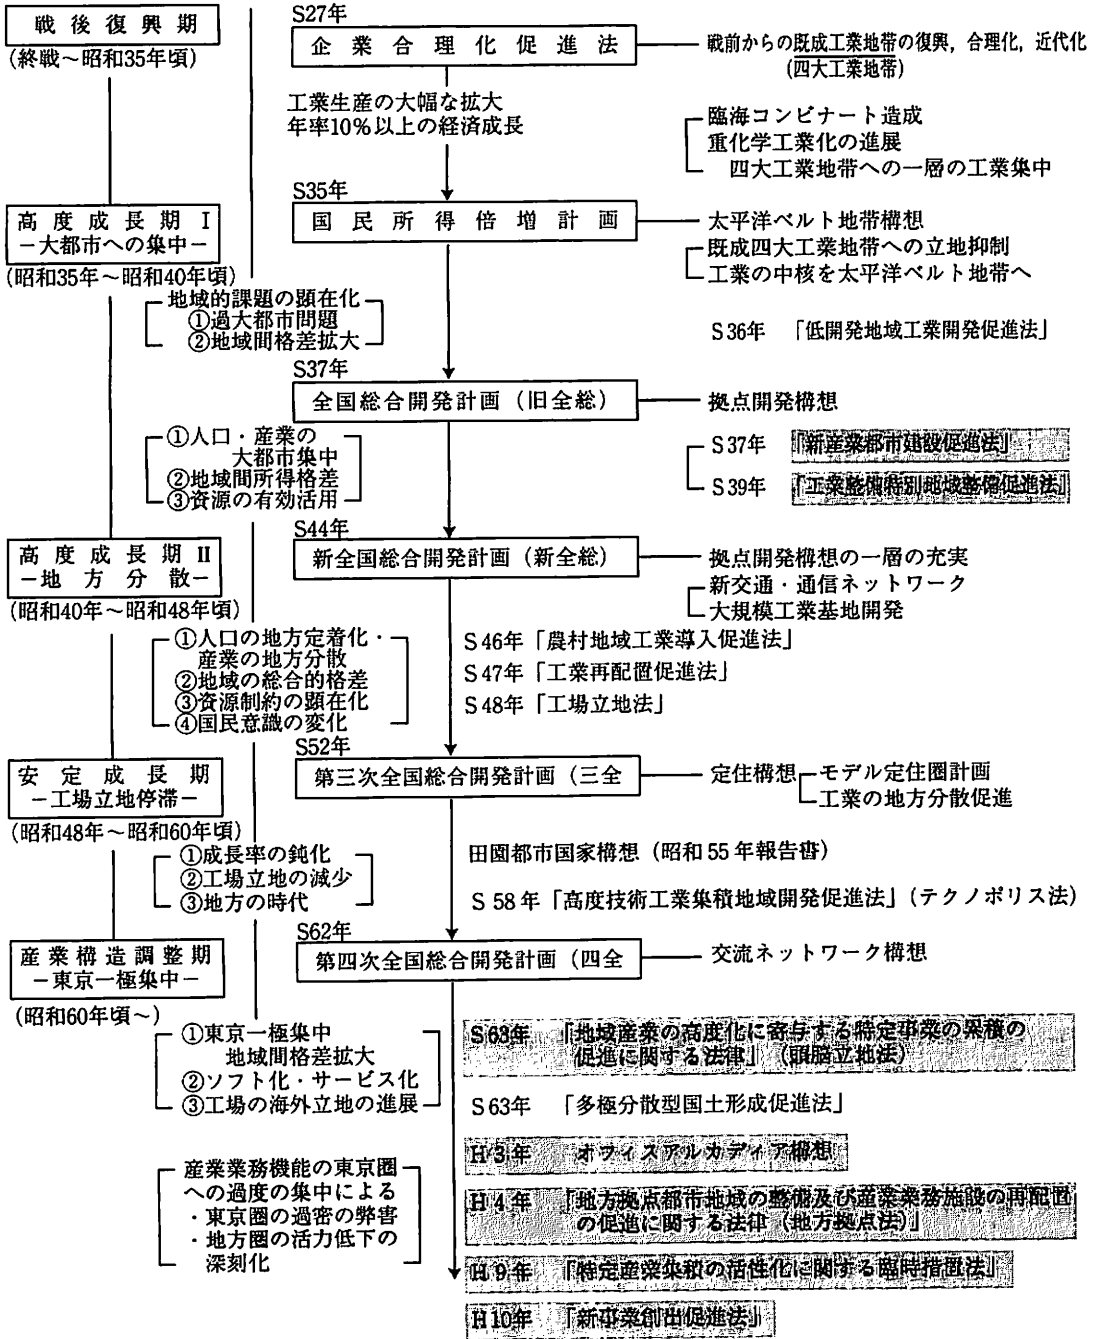 戦後復興期
(終戦～昭和35年頃)
S27年
企業合理化促進法
戦前からの既成工業地帯の復興，合理化，近代化
(四大工業地帯)
工業生産の大幅な拡大
年率10％以上の経済成長
臨海コンビナート造成
重化学工業化の進展
四大工業地帯への一層の工業集中
高度成長期 I
－大都市への集中－
(昭和35年～昭和40年頃)
S35年
国民所得倍増計画
太平洋ベルト地帯構想
既成四大工業地帯への立地抑制
工業の中核を太平洋ベルト地帯へ
地域的課題の顕在化
①過大都市問題
②地域間格差拡大
S36年 「低開発地域工業開発促進法」
S37年
全国総合開発計画（旧全総）
拠点開発構想
①人口・産業の
大都市集中
②地域間所得格差
③資源の有効活用
S37年 「新産業都市建設促進法」
S39年 「工業整備特別地域整備促進法」
高度成長期 II
－地方分散－
(昭和40年～昭和48年頃)
S44年
新全国総合開発計画（新全総）
拠点開発構想の一層の充実
新交通・通信ネットワーク
大規模工業基地開発
①人口の地方定着化・
産業の地方分散
②地域の総合的格差
③資源制約の顕在化
④国民意識の変化
S46年「農村地域工業導入促進法」
S47年「工業再配置促進法」
S48年「工場立地法」
安定成長期
－工場立地停滞－
(昭和48年～昭和60年頃)
S52年
第三次全国総合開発計画（三全
定住構想
モデル定住圏計画
工業の地方分散促進
①成長率の鈍化
②工場立地の減少
③地方の時代
田園都市国家構想（昭和55年報告書）
S58年「高度技術工業集積地域開発促進法」（テクノポリス法）
産業構造調整期
－東京一極集中－
(昭和60年頃～)
S62年
第四次全国総合開発計画（四全
交流ネットワーク構想
①東京一極集中
地域間格差拡大
②ソフト化・サービス化
③工場の海外立地の進展
S63年 「地域産業の高度化に寄与する特定事業の集積の
促進に関する法律」（頭脳立地法）
S63年 「多極分散型国土形成促進法」
H3年 オフィスアルカディア構想
産業業務機能の東京圏
への過度の集中による
・東京圏の過密の弊害
・地方圏の活力低下の
深刻化
H4年 「地方拠点都市地域の整備及び産業業務施設の再配置
の促進に関する法律（地方拠点法）」
H9年 「特定産業集積の活性化に関する臨時措置法」
H10年 「新事業創出促進法」